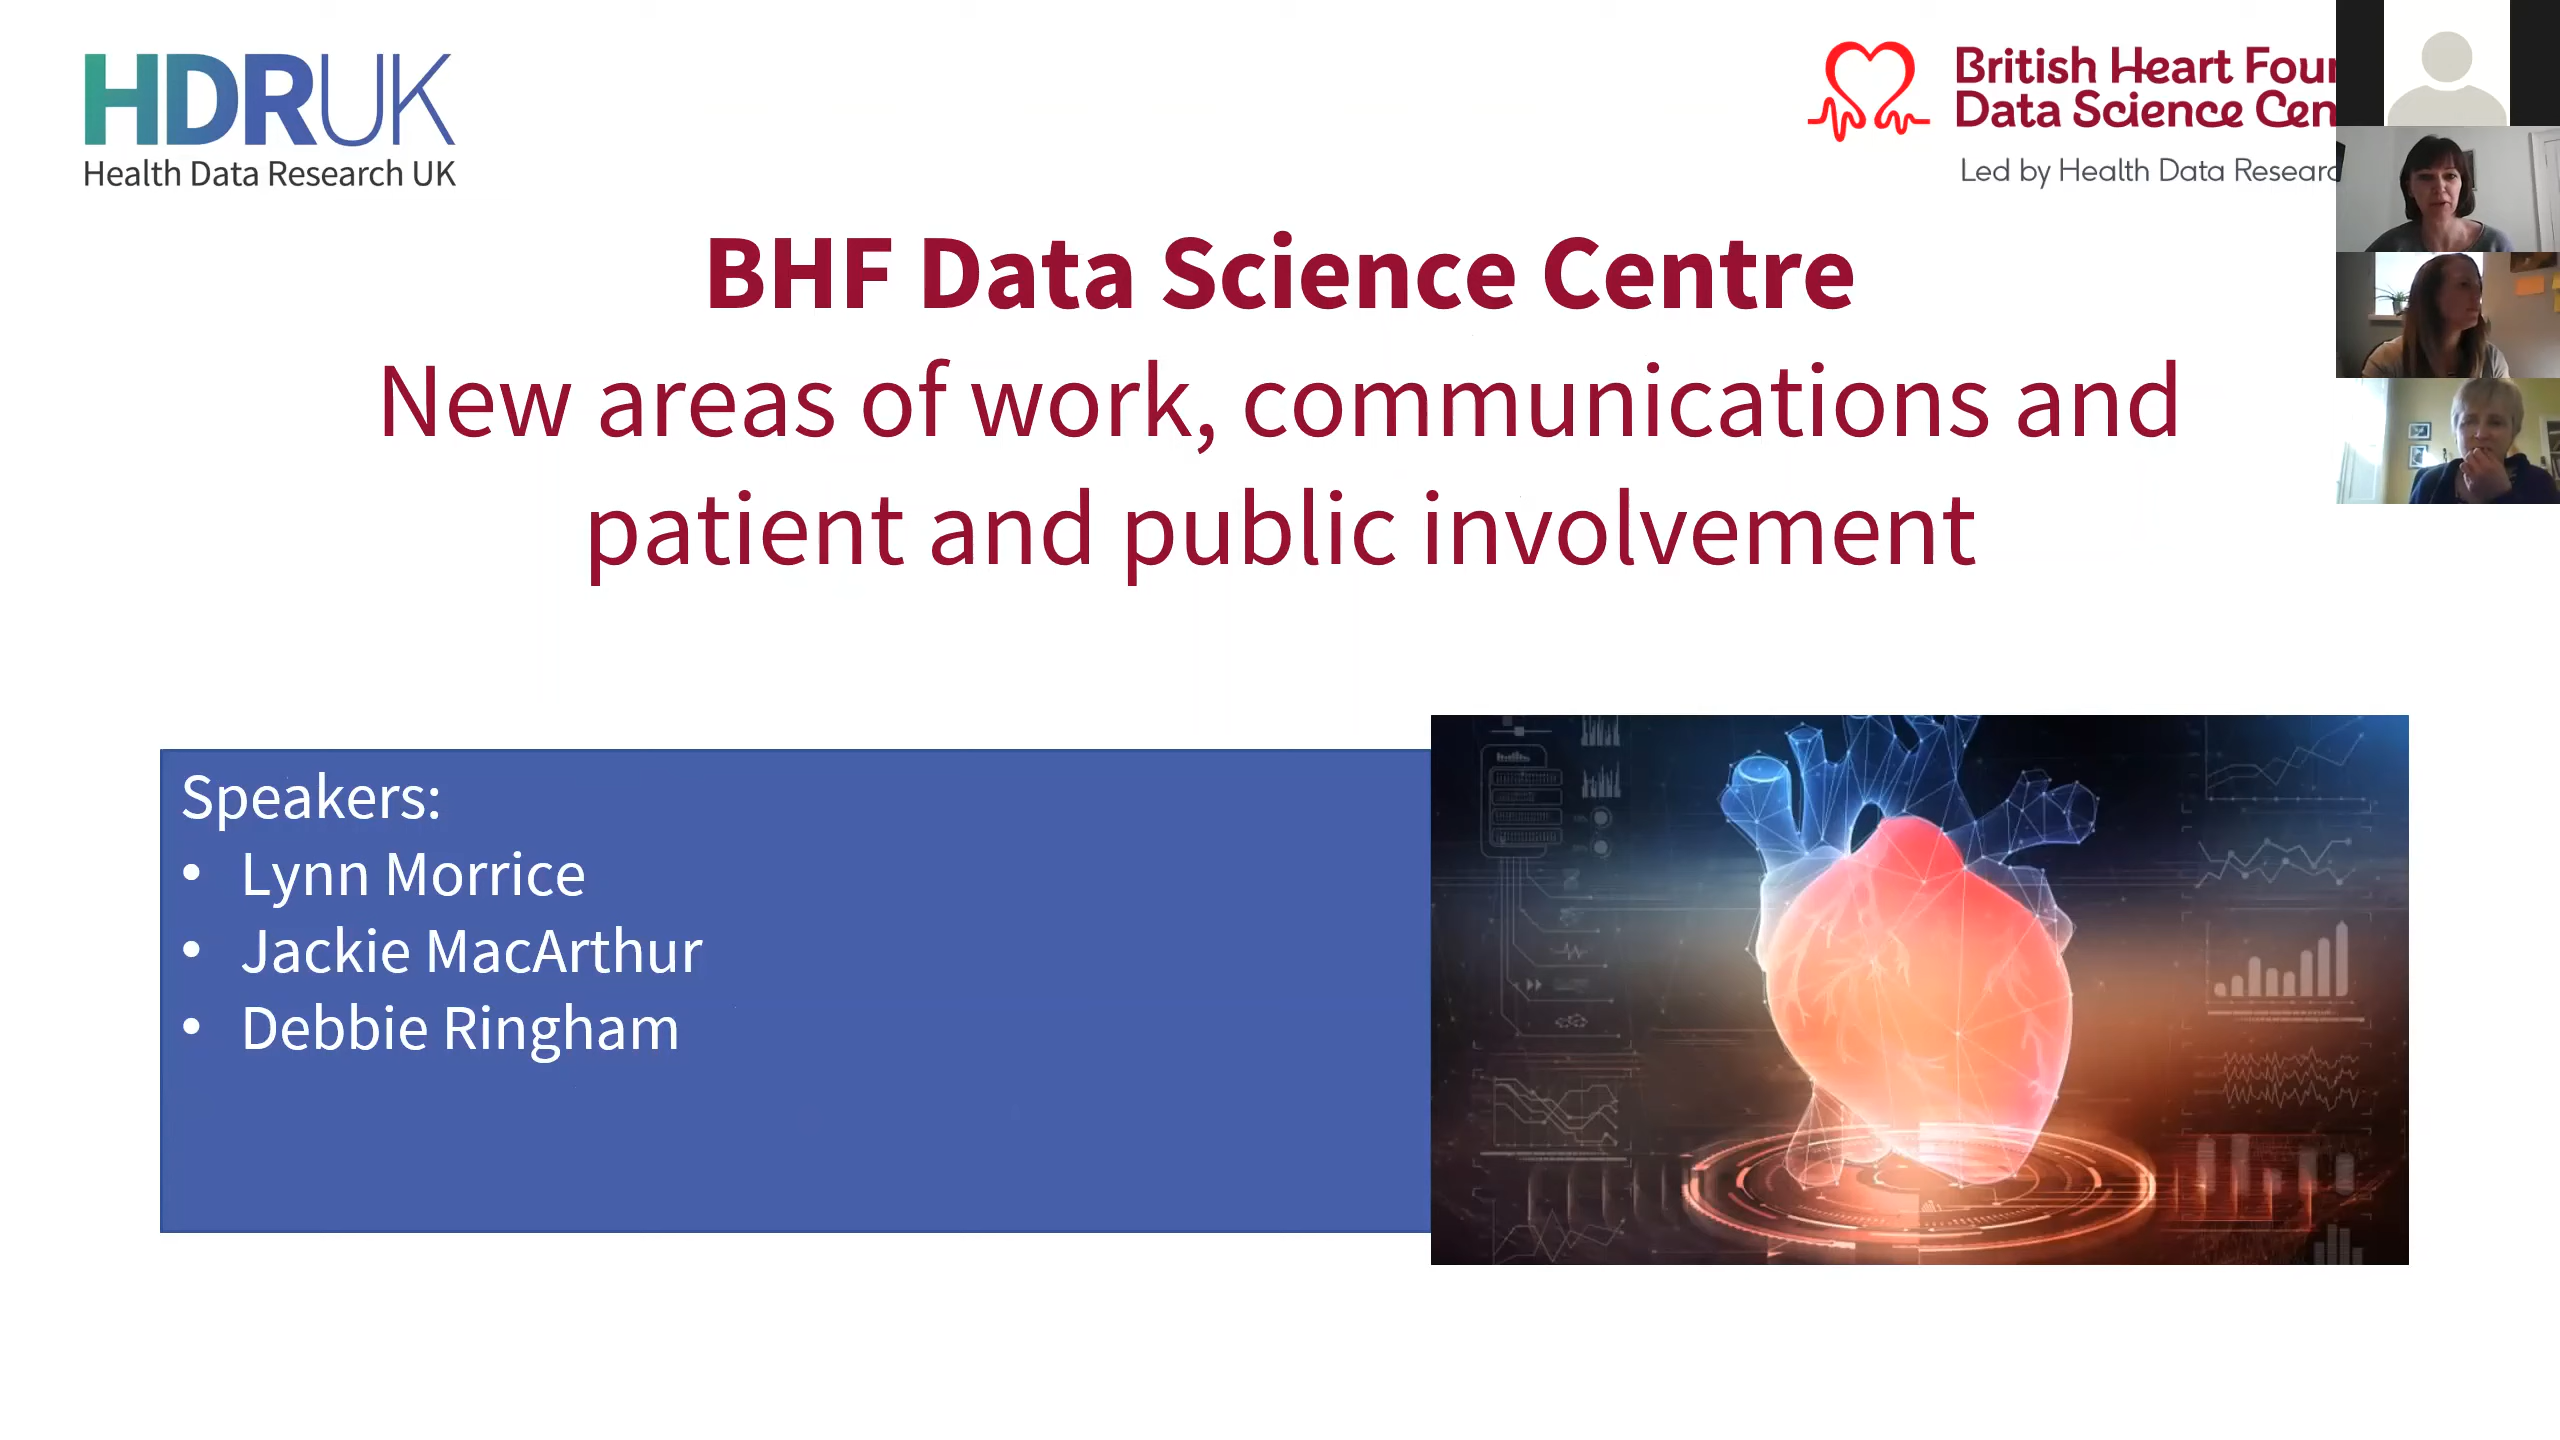 HDRUK
Health Data Research UK
British Heart Four
Data Science Cen
Led by Health Data Researc
BHF Data Science Centre
New areas of work, communications and
patient and public involvement
Speakers:
• Lynn Morrice
• Jackie MacArthur
• Debbie Ringham